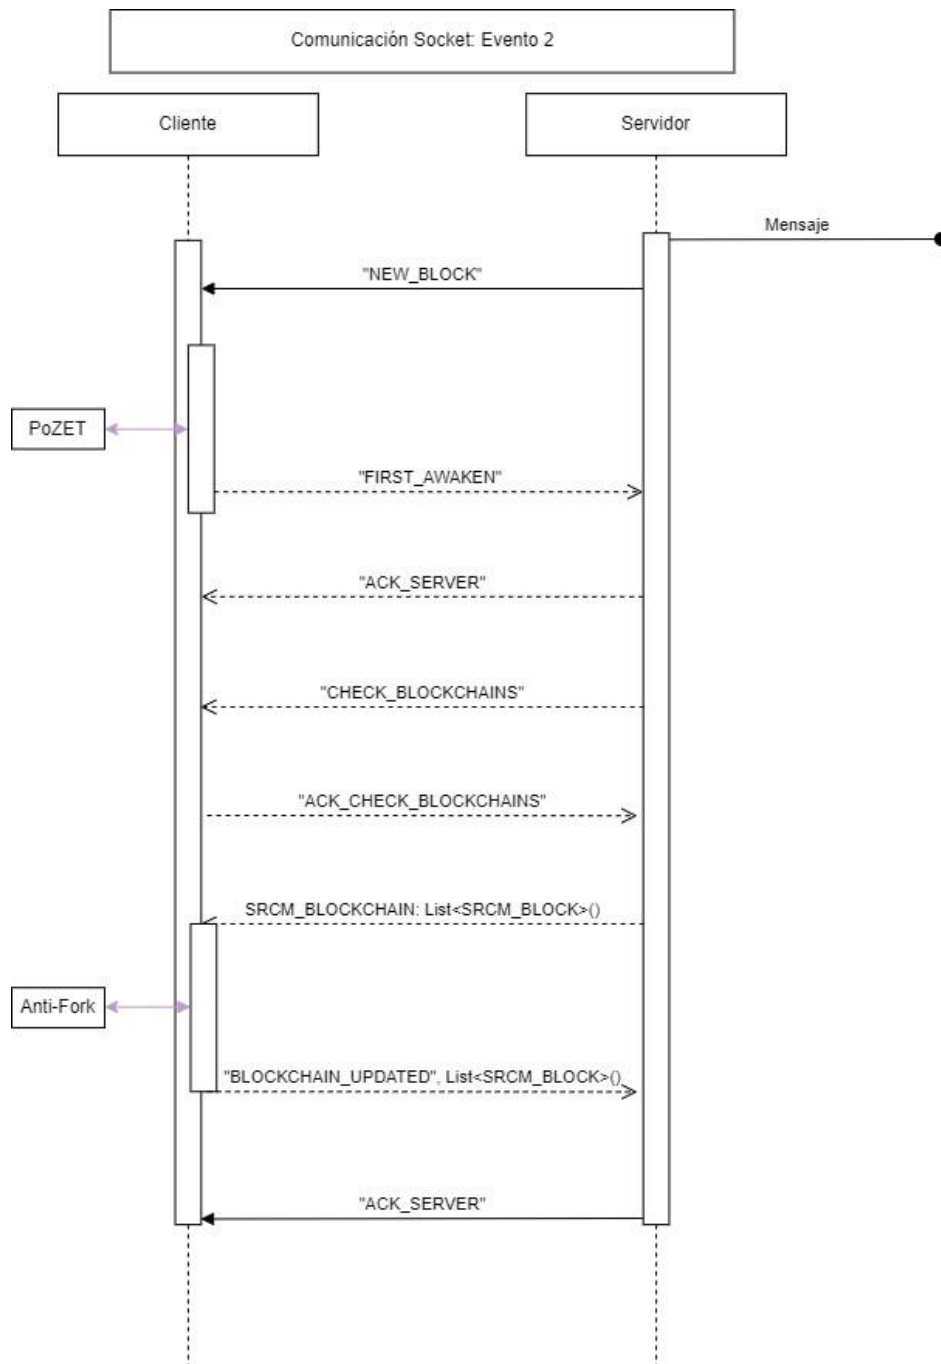 Comunicación Socket: Evento 2
Cliente
Servidor
Mensaje
"NEW_BLOCK"
PoZET
"FIRST_AWAKEN"
"ACK_SERVER"
"CHECK_BLOCKCHAINS"
"ACK_CHECK_BLOCKCHAINS"
SRCM_BLOCKCHAIN: List<SRCM_BLOCK>()
Anti-Fork
"BLOCKCHAIN_UPDATED", List<SRCM_BLOCK>()
"ACK_SERVER"